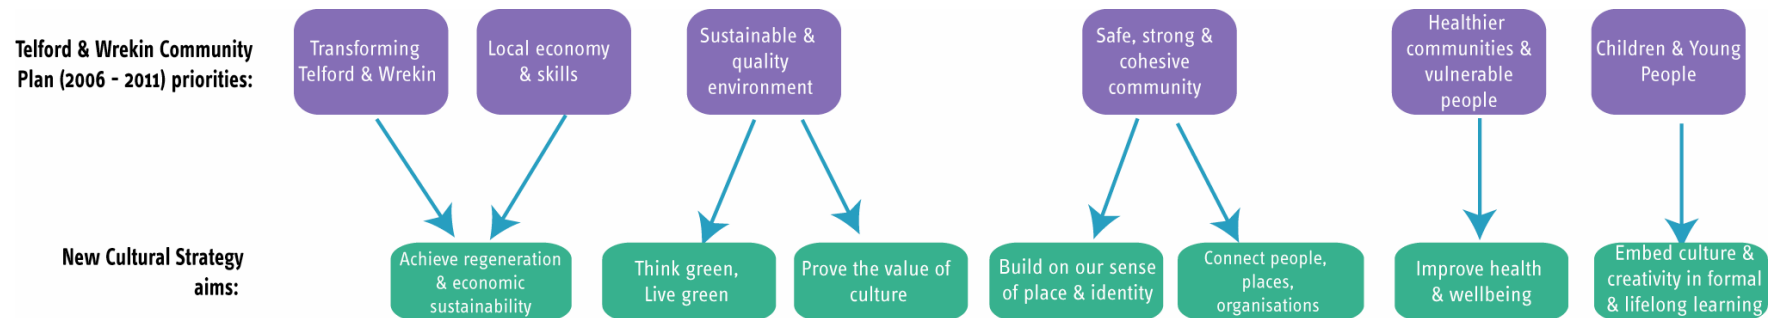 Telford & Wrekin Community
Plan (2006 - 2011) priorities:
Transforming
Telford & Wrekin
Local economy
& skills
Sustainable &
quality
environment
Safe, strong &
cohesive
community
Healthier
communities &
vulnerable
people
Children & Young
People
New Cultural Strategy
aims:
Achieve regeneration
& economic
sustainability
Think green,
Live green
Prove the value of
culture
Build on our sense
of place & identity
Connect people,
places,
organisations
Improve health
& wellbeing
Embed culture &
creativity in formal
& lifelong learning